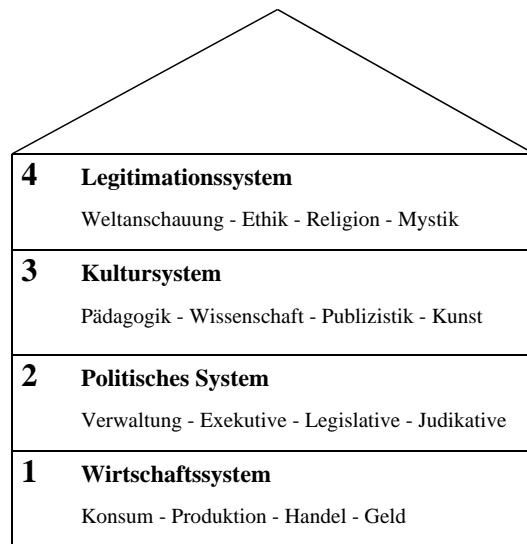 4 Legitimationssystem
Weltanschauung - Ethik - Religion - Mystik
3 Kultursystem
Pädagogik - Wissenschaft - Publizistik - Kunst
2 Politisches System
Verwaltung - Exekutive - Legislative - Judikative
1 Wirtschaftssystem
Konsum - Produktion - Handel - Geld